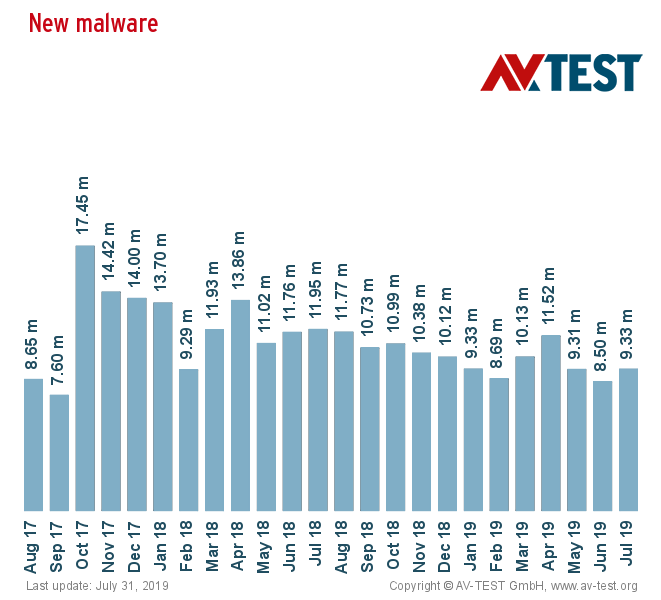 New malware
AVTEST
8.65 m
7.60 m
17.45 m
14.42 m
14.00 m
13.70 m
9.29 m
11.93 m
13.86 m
11.02 m
11.76 m
11.95 m
11.77 m
10.73 m
10.99 m
10.38 m
10.12 m
9.33 m
8.69 m
10.13 m
11.52 m
9.31 m
8.50 m
9.33 m
Aug 17
Sep 17
Oct 17
Nov 17
Dec 17
Jan 18
Feb 18
Mar 18
Apr 18
May 18
Jun 18
Jul 18
Aug 18
Sep 18
Oct 18
Nov 18
Dec 18
Jan 19
Feb 19
Mar 19
Apr 19
May 19
Jun 19
Jul 19
Last update: July 31, 2019
Copyright © AV-TEST GmbH, www.av-test.org